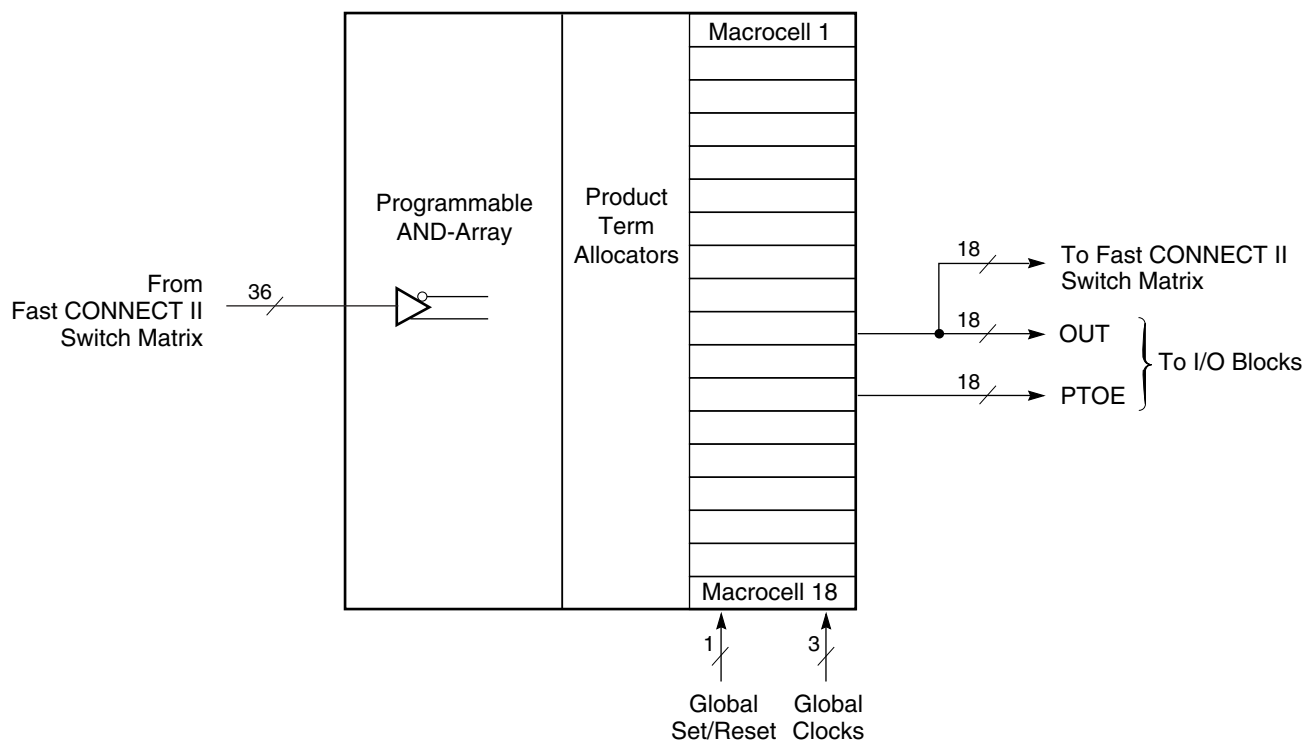 Macrocell 1
Programmable
AND-Array
Product
Term
Allocators
From
Fast CONNECT II
Switch Matrix
36
18
To Fast CONNECT II
Switch Matrix
18
OUT
To I/O Blocks
18
PTOE
Macrocell 18
1
3
Global
Set/Reset
Global
Clocks